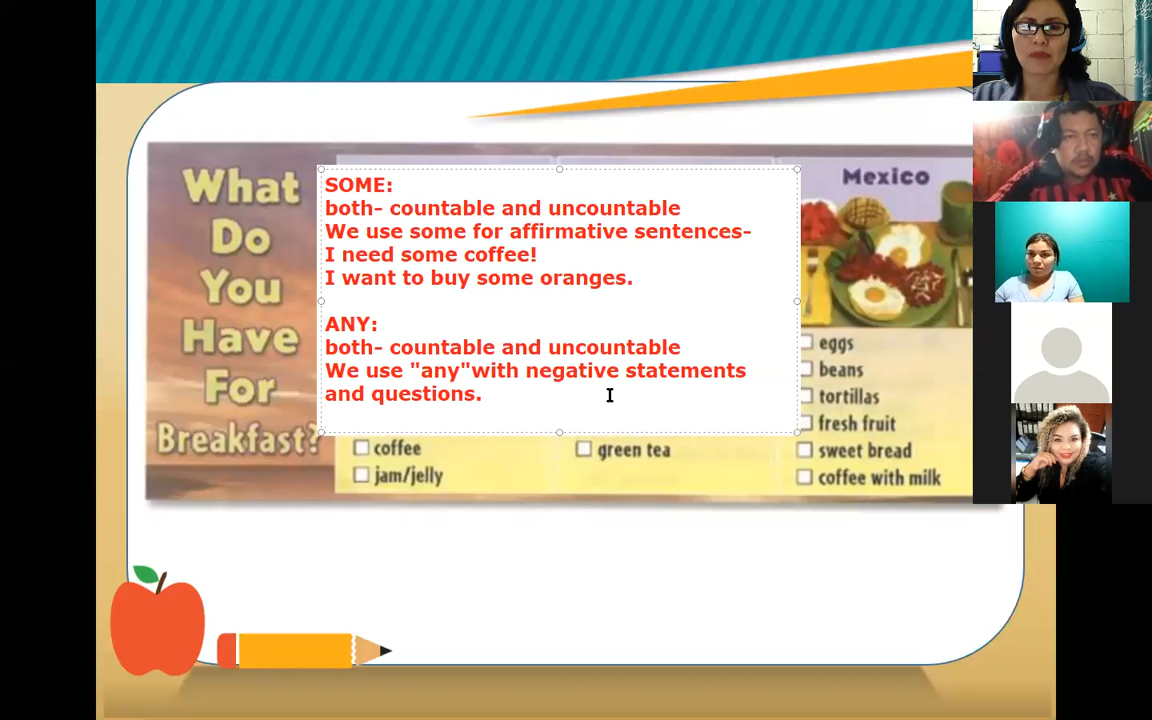 What
Do
You
Have
For
Breakfast?
SOME:
both- countable and uncountable
We use some for affirmative sentences-
I need some coffee!
I want to buy some oranges.
ANY:
both- countable and uncountable
We use "any"with negative statements
and questions.
coffee
jam/jelly
green tea
Mexico
eggs
beans
tortillas
fresh fruit
sweet bread
coffee with milk